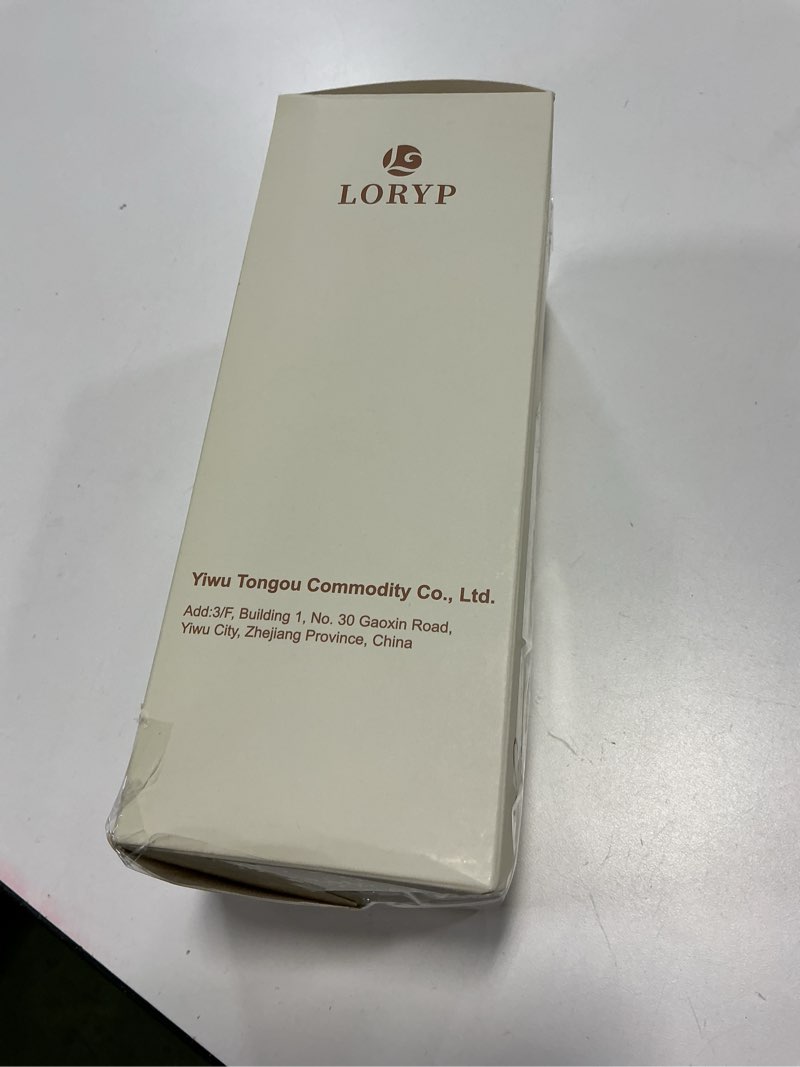 LORYP
Yiwu Tongou Commodity Co., Ltd.
Add:3/F, Building 1, No. 30 Gaoxin Road,
Yiwu City, Zhejiang Province, China